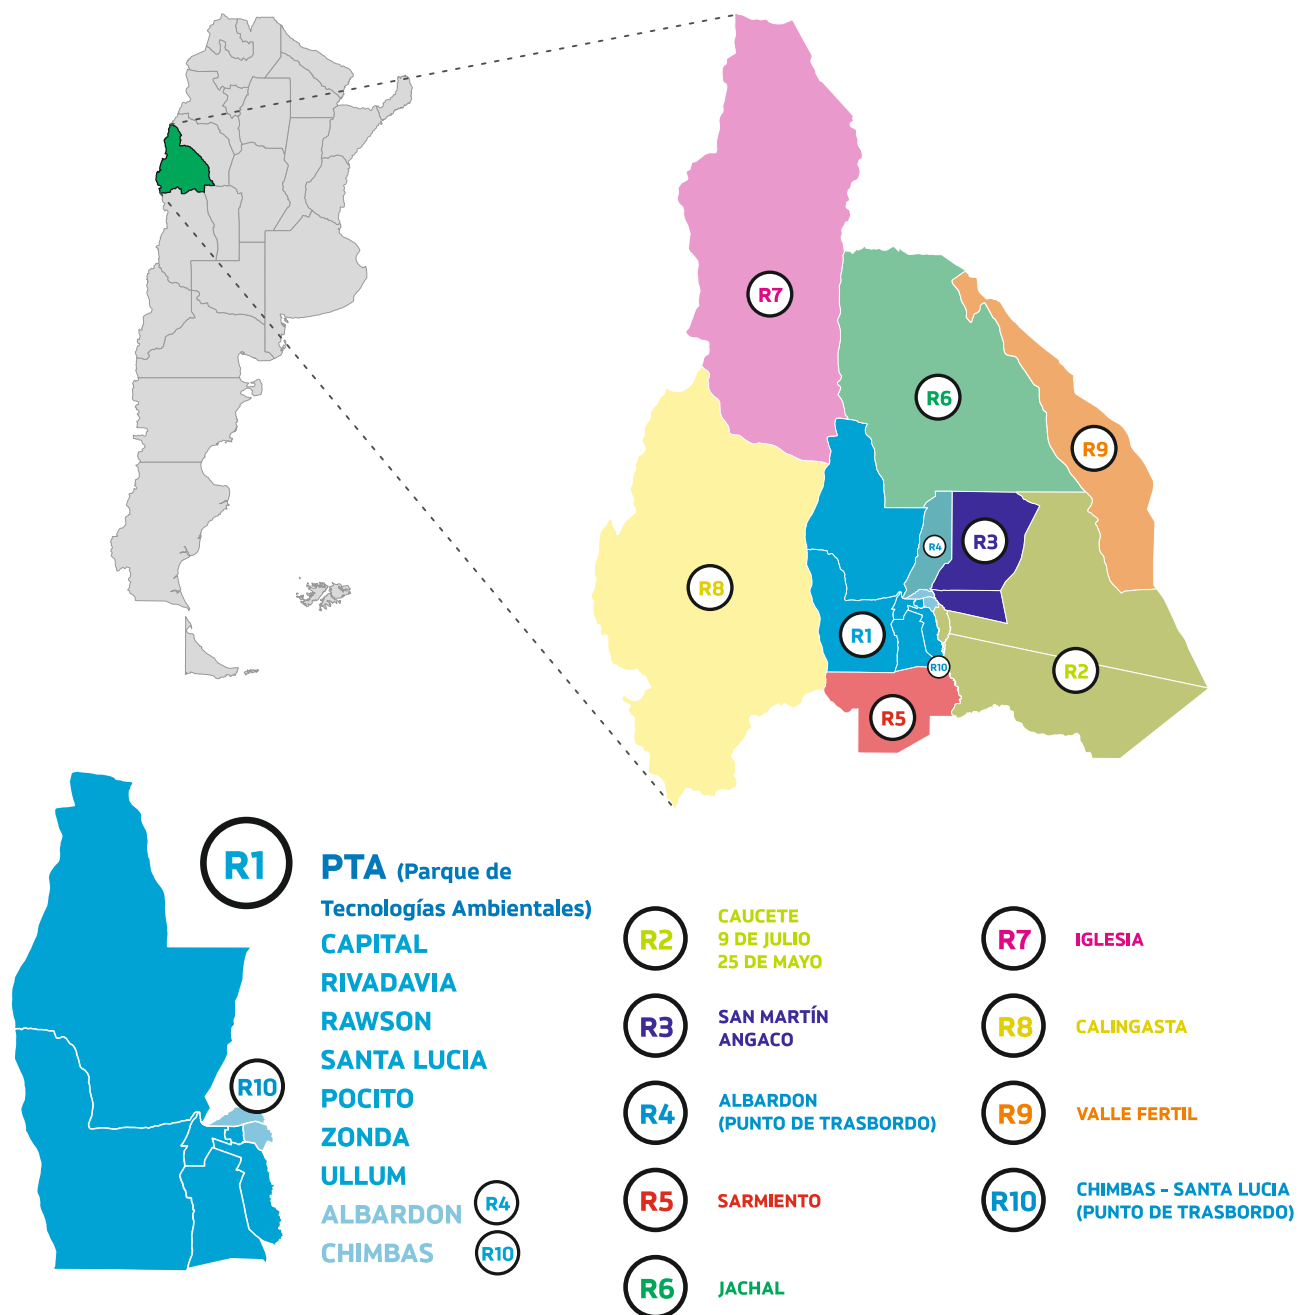 R7
R6
R9
R4
R3
R8
R1
R10
R2
R5
R1
PTA (Parque de
Tecnologías Ambientales)
CAPITAL
RIVADAVIA
RAWSON
SANTA LUCIA
POCITO
ZONDA
ULLUM
ALBARDON R4
CHIMBAS R10
R10
R2
CAUCETE
9 DE JULIO
25 DE MAYO
R3
SAN MARTÍN
ANGACO
R4
ALBARDON
(PUNTO DE TRASBORDO)
R5
SARMIENTO
R6
JACHAL
R7
IGLESIA
R8
CALINGASTA
R9
VALLE FERTIL
R10
CHIMBAS - SANTA LUCIA
(PUNTO DE TRASBORDO)